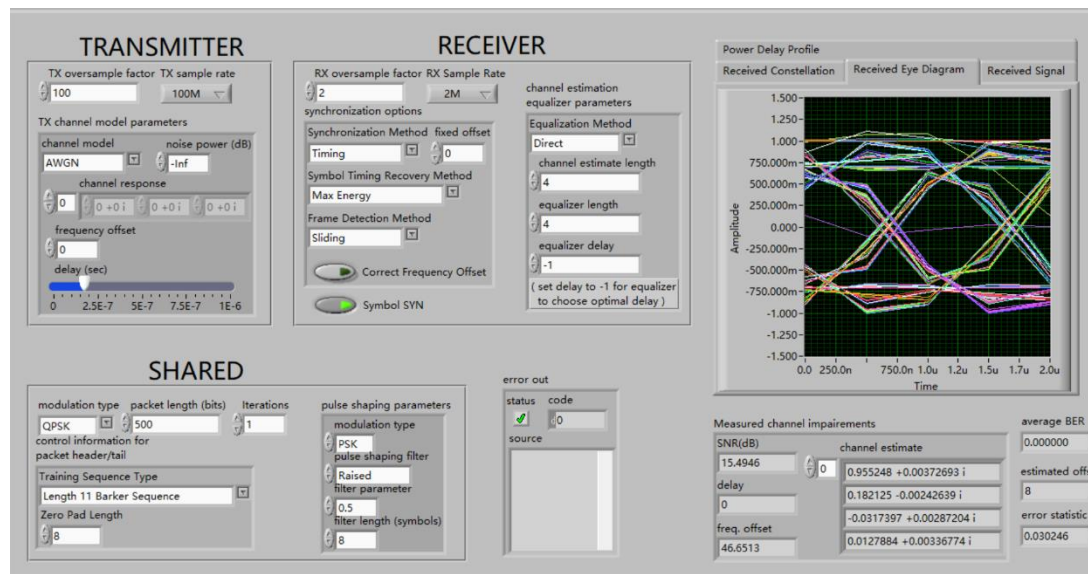 TRANSMITTER
TX oversample factor TX sample rate
100 100M
TX channel model parameters
channel model noise power (dB)
AWGN -Inf
channel response
0 0 +0 i 0 +0 i 0 +0 i
frequency offset
0
delay (sec)
0 2.5E-7 5E-7 7.5E-7 1E-6
RECEIVER
RX oversample factor RX Sample Rate
2 2M
synchronization options
Synchronization Method fixed offset
Timing 0
Symbol Timing Recovery Method
Max Energy
Frame Detection Method
Sliding
Correct Frequency Offset
Symbol SYN
channel estimation
equalizer parameters
Equalization Method
Direct
channel estimate length
4
equalizer length
4
equalizer delay
-1
( set delay to -1 for equalizer
to choose optimal delay )
Power Delay Profile
Received Constellation Received Eye Diagram Received Signal
1.500
1.250
1.000
750.000m
500.000m
250.000m
0.000
-250.000m
-500.000m
-750.000m
-1.000
-1.250
-1.500
Amplitude
0.0 250.0n 750.0n 1.0u 1.2u 1.5u 1.7u 2.0u
Time
SHARED
modulation type packet length (bits) Iterations
QPSK 500 1
control information for
packet header/tail
Training Sequence Type
Length 11 Barker Sequence
Zero Pad Length
8
pulse shaping parameters
modulation type
PSK
pulse shaping filter
Raised
filter parameter
0.5
filter length (symbols)
8
error out
status code
0
source
Measured channel impairements
SNR(dB)
15.4946
delay
0
freq. offset
46.6513
channel estimate
0
0.955248 +0.00372693 i
0.182125 -0.00242639 i
-0.0317397 +0.00287204 i
0.0127884 +0.00336774 i
average BER
0.000000
estimated off
8
error statistic
0.030246